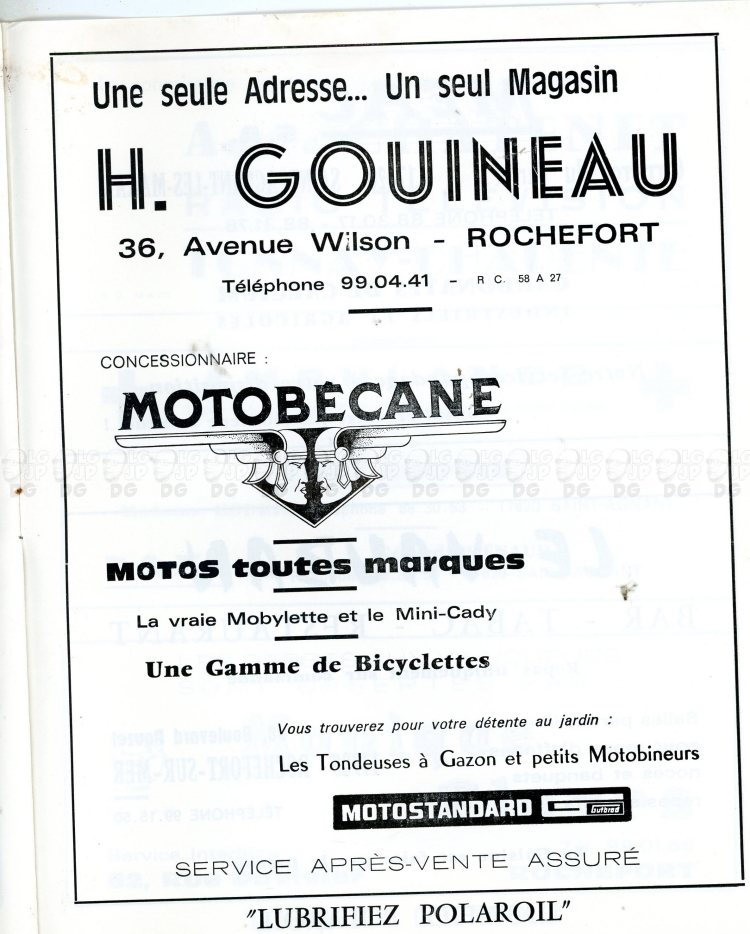 Une seule Adresse... Un seul Magasin
H. GOUINEAU
36, Avenue Wilson - ROCHEFORT
Téléphone 99.04.41 - R C. 58 A 27
CONCESSIONNAIRE :
MOTOBÉCANE
MOTOS toutes marques
La vraie Mobylette et le Mini-Cady
Une Gamme de Bicyclettes
Vous trouverez pour votre détente au jardin :
Les Tondeuses à Gazon et petits Motobineurs
MOTOSTANDARD G Gutbrod
SERVICE APRÈS-VENTE ASSURÉ
"LUBRIFIEZ POLAROIL"